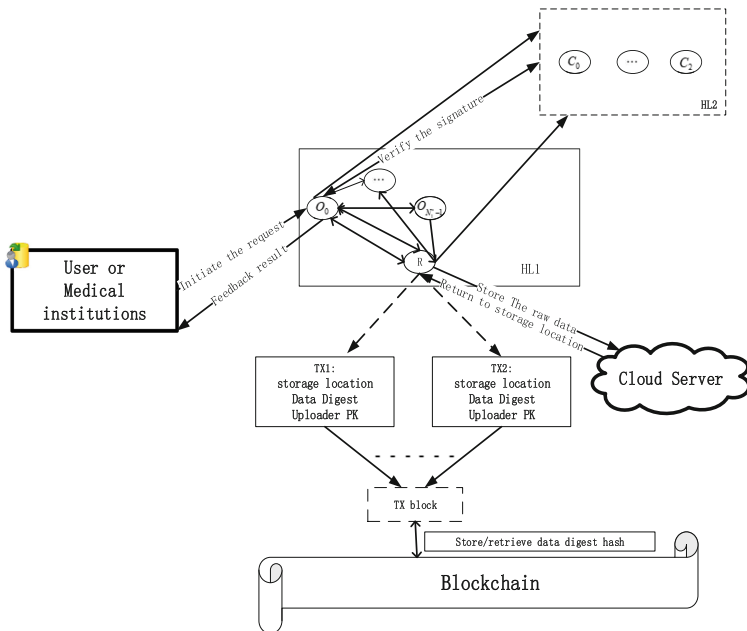 C0 ... C2
HL2
Verify the signature
...
O0
ON-1
R
HL1
Initiate the request
Feedback result
User or
Medical
institutions
Store The raw data
Return to storage location
Cloud Server
TX1:
storage location
Data Digest
Uploader PK
TX2:
storage location
Data Digest
Uploader PK
TX block
Store/retrieve data digest hash
Blockchain